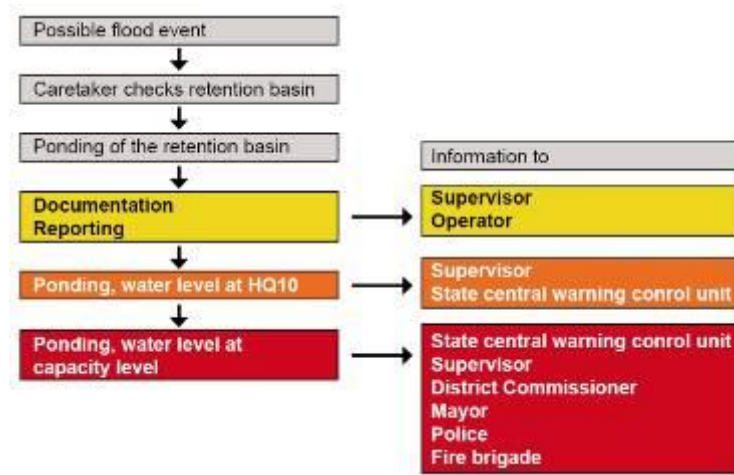 Possible flood event
Caretaker checks retention basin
Ponding of the retention basin
Information to
Documentation
Reporting
Supervisor
Operator
Ponding, water level at HQ10
Supervisor
State central warning conrol unit
Ponding, water level at
capacity level
State central warning conrol unit
Supervisor
District Commissioner
Mayor
Police
Fire brigade